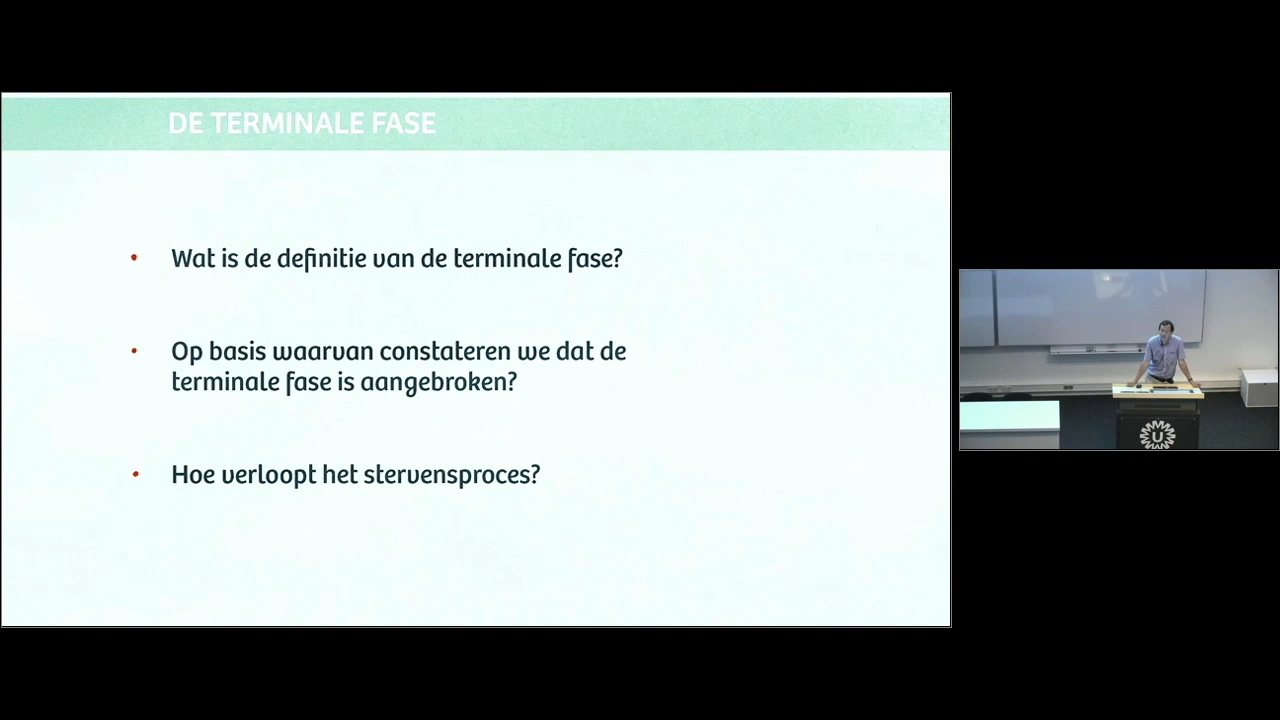 DE TERMINALE FASE
• Wat is de definitie van de terminale fase?
• Op basis waarvan constateren we dat de
terminale fase is aangebroken?
• Hoe verloopt het stervensproces?
U